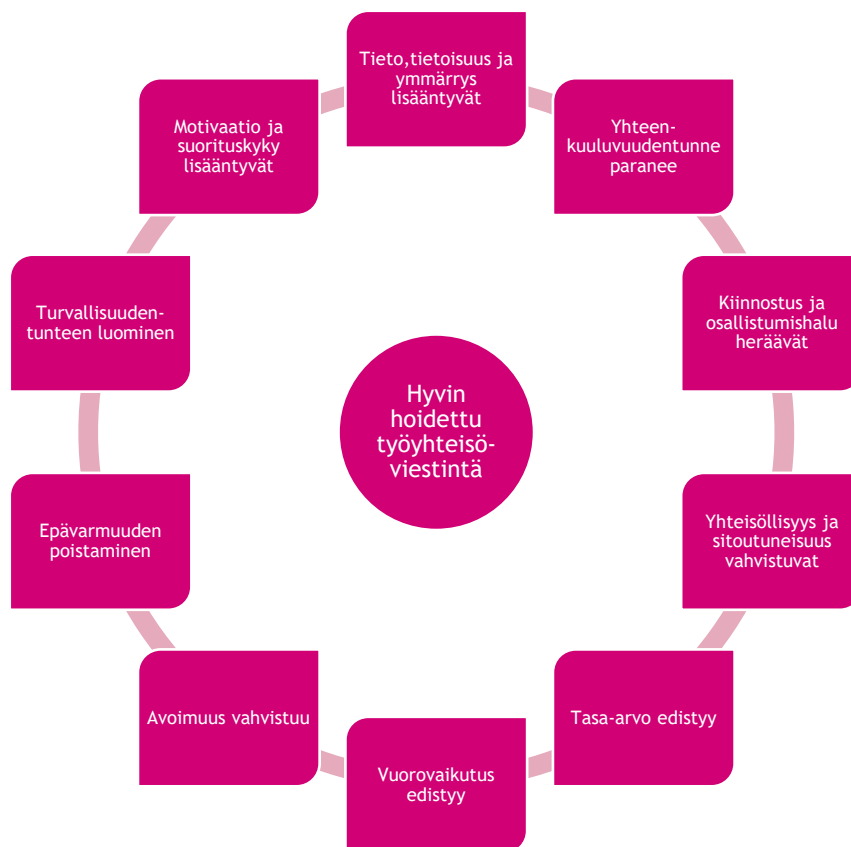 Tieto,tietoisuus ja
ymmärrys
lisääntyvät
Yhteen-
kuuluvuudentunne
paranee
Kiinnostus ja
osallistumishalu
heräävät
Yhteisöllisyys ja
sitoutuneisuus
vahvistuvat
Tasa-arvo edistyy
Vuorovaikutus
edistyy
Avoimuus vahvistuu
Epävarmuuden
poistaminen
Turvallisuuden-
tunteen luominen
Motivaatio ja
suorituskyky
lisääntyvät
Hyvin
hoidettu
työyhteisö-
viestintä